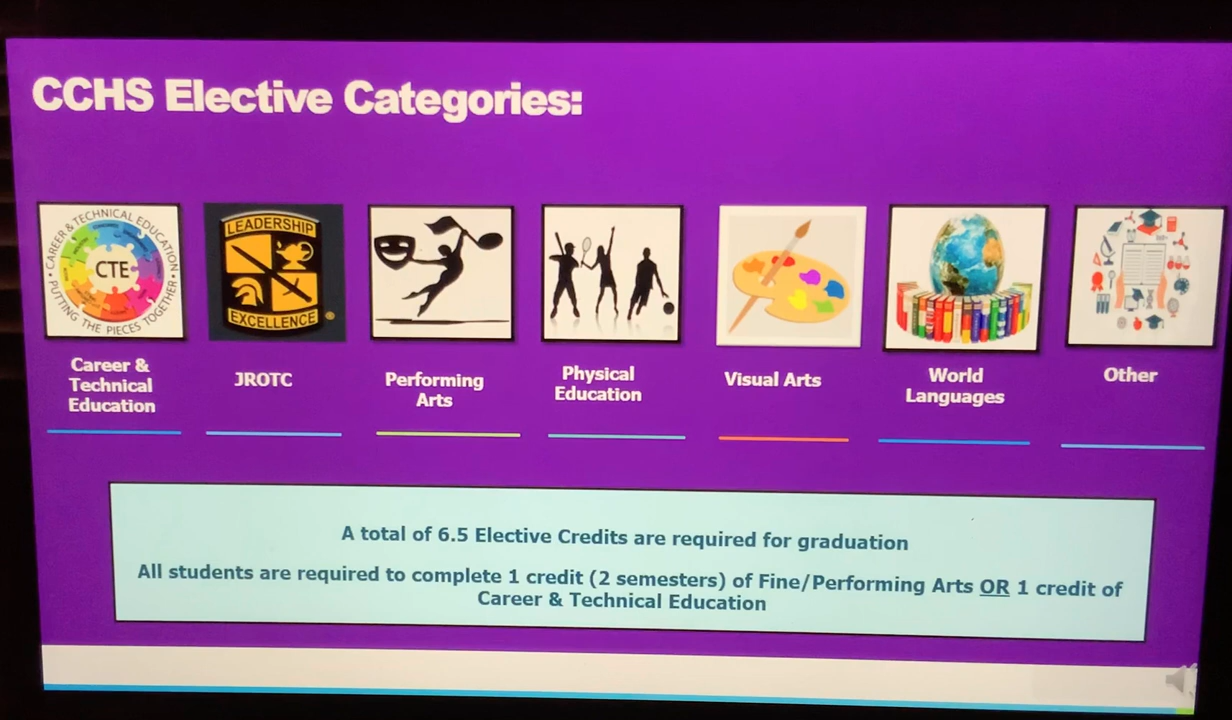 CCHS Elective Categories:
CAREER & TECHNICAL EDUCATION
CTE
PUTTING THE PIECES TOGETHER
LEADERSHIP
EXCELLENCE
Career &
Technical
Education
JROTC
Performing
Arts
Physical
Education
Visual Arts
World
Languages
Other
A total of 6.5 Elective Credits are required for graduation
All students are required to complete 1 credit (2 semesters) of Fine/Performing Arts OR 1 credit of
Career & Technical Education